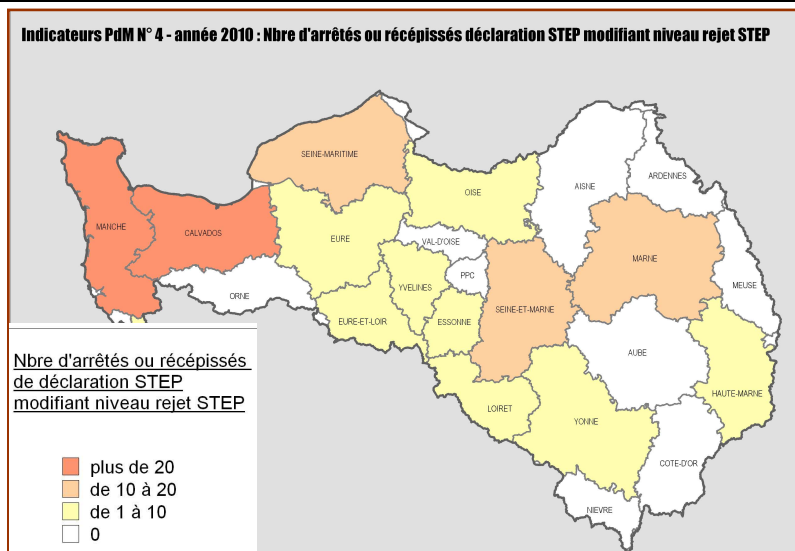 Indicateurs PdM N° 4 - année 2010 : Nbre d'arrêtés ou récépissés déclaration STEP modifiant niveau rejet STEP
SEINE-MARITIME
OISE
AISNE
ARDENNES
MANCHE
CALVADOS
EURE
VAL-D'OISE
MARNE
PPC
MEUSE
ORNE
YVELINES
SEINE-ET-MARNE
EURE-ET-LOIR
ESSONNE
AUBE
HAUTE-MARNE
LOIRET
YONNE
COTE-D'OR
NIEVRE
Nbre d'arrêtés ou récépissés
de déclaration STEP
modifiant niveau rejet STEP
plus de 20
de 10 à 20
de 1 à 10
0